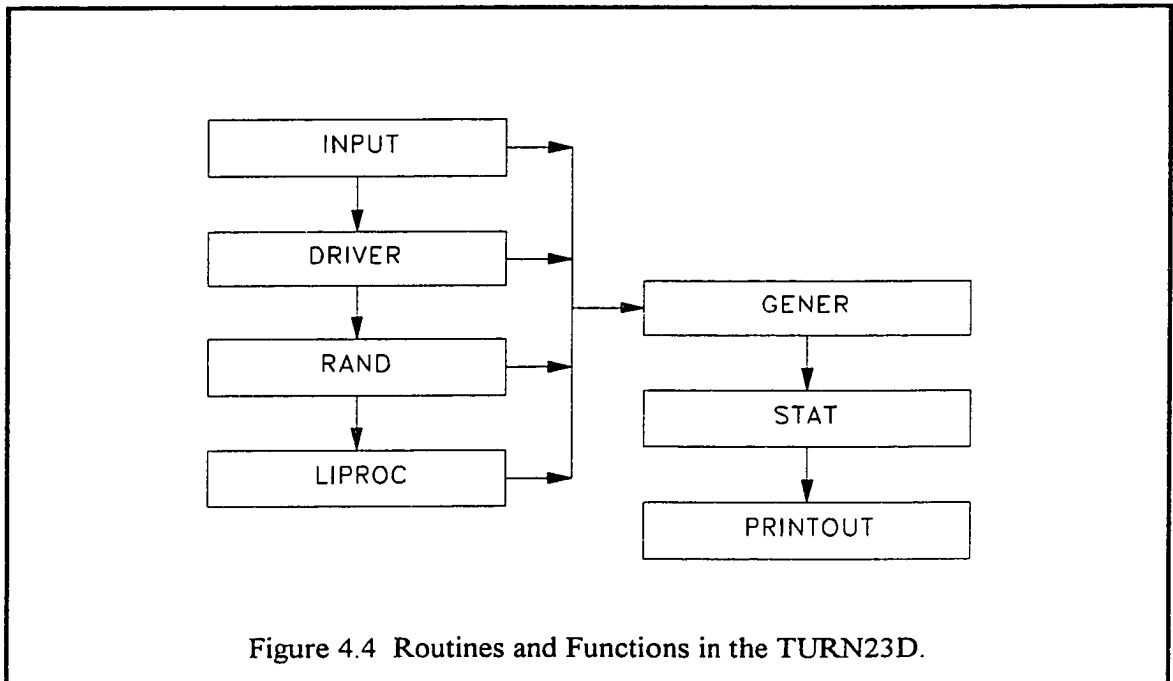 INPUT
DRIVER
RAND
LIPROC
GENER
STAT
PRINTOUT
Figure 4.4 Routines and Functions in the TURN23D.